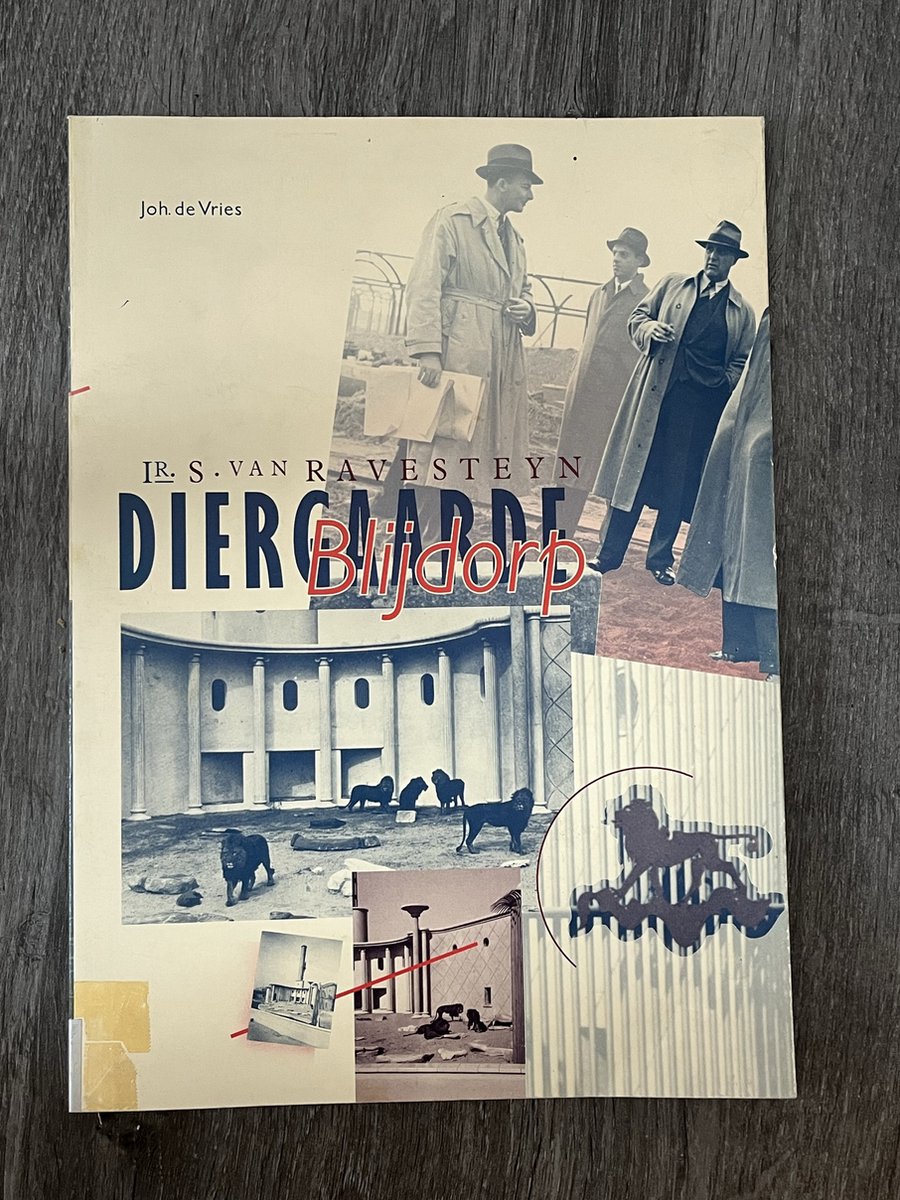 Joh. de Vries
IR. S. VAN RAVESTEYN
DIERGAARDE
Blijdorp